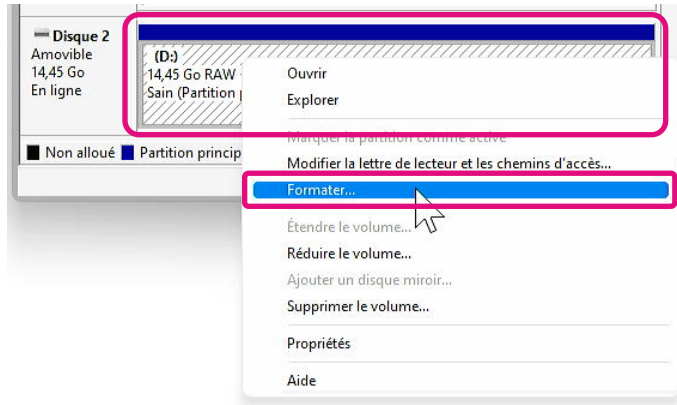 Disque 2
Amovible
14,45 Go
En ligne
(D:)
14,45 Go RAW
Sain (Partition
Non alloué
Partition princip
Ouvrir
Explorer
Marquer la partition comme active
Modifier la lettre de lecteur et les chemins d'accès...
Formater...
Étendre le volume...
Réduire le volume...
Ajouter un disque miroir...
Supprimer le volume...
Propriétés
Aide